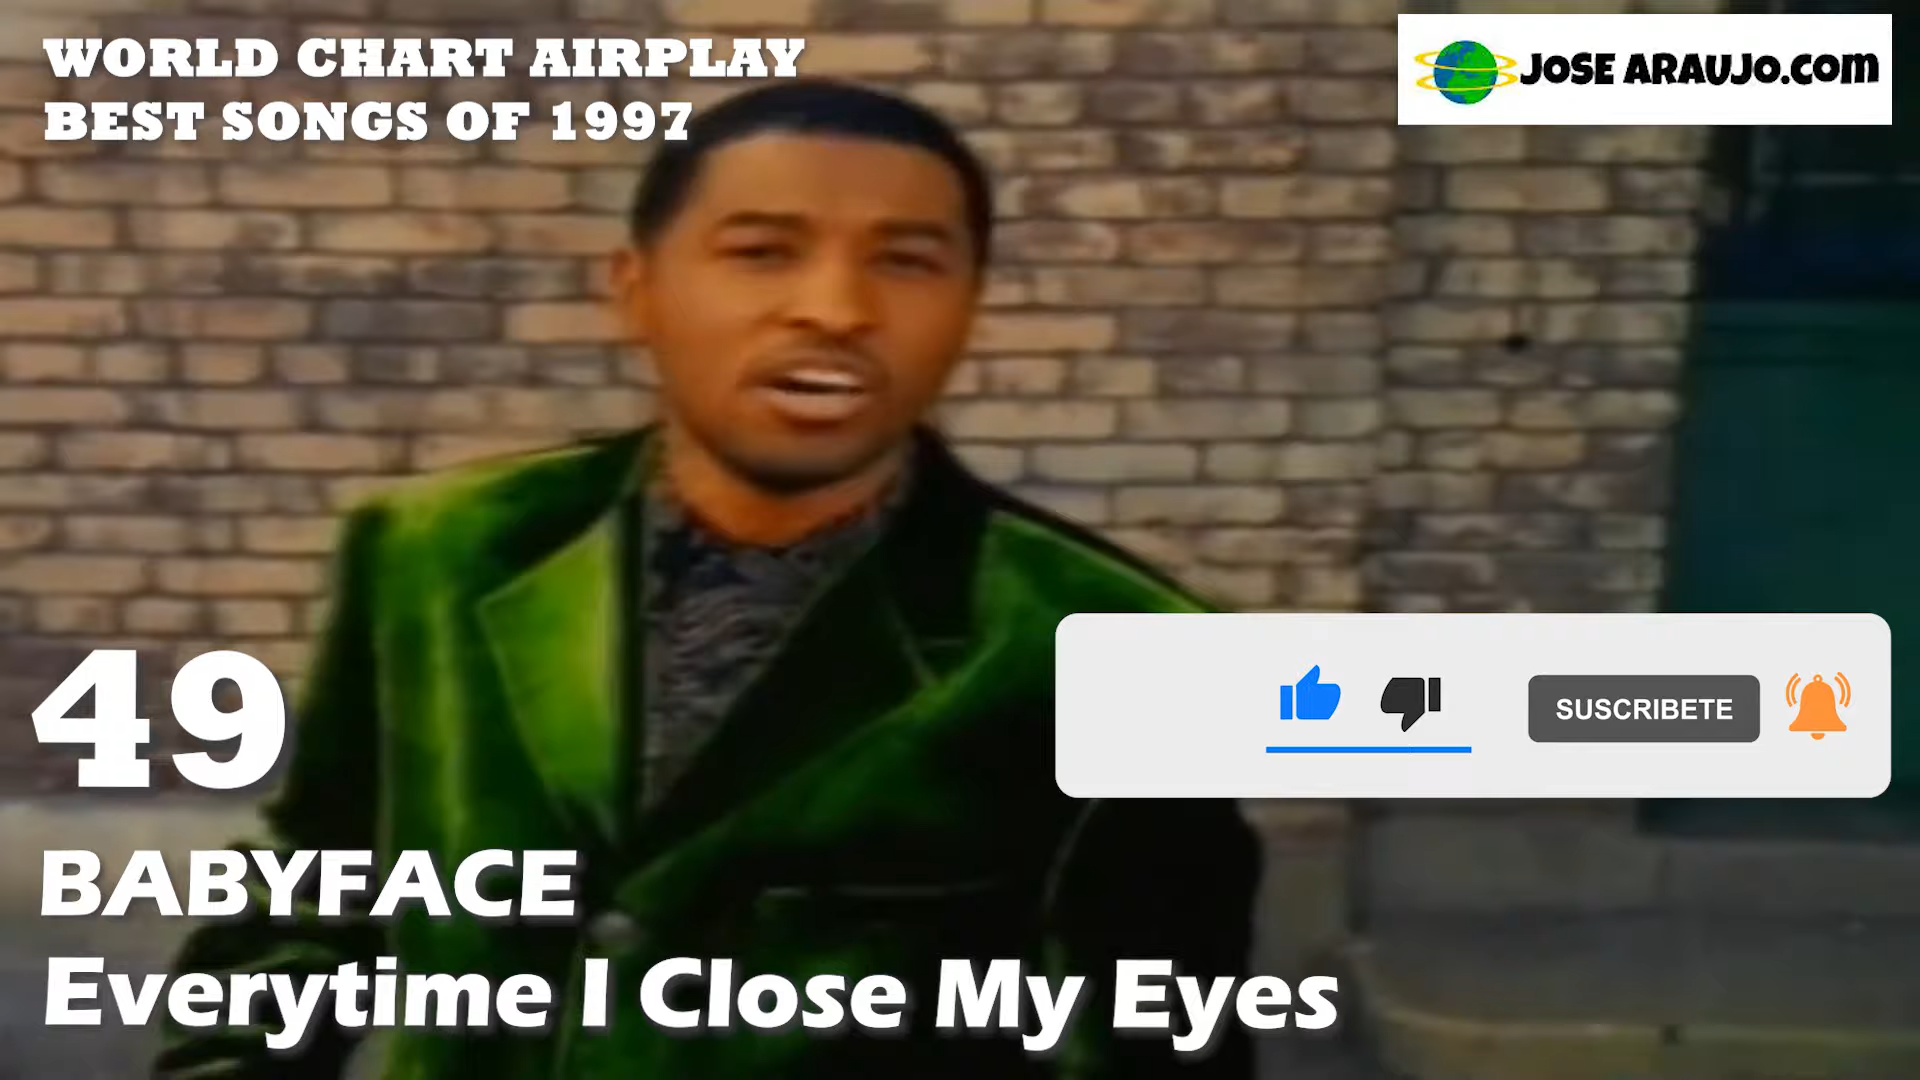 WORLD CHART AIRPLAY
BEST SONGS OF 1997
JOSE ARAUJO.com
49
SUSCRIBETE
BABYFACE
Everytime I Close My Eyes